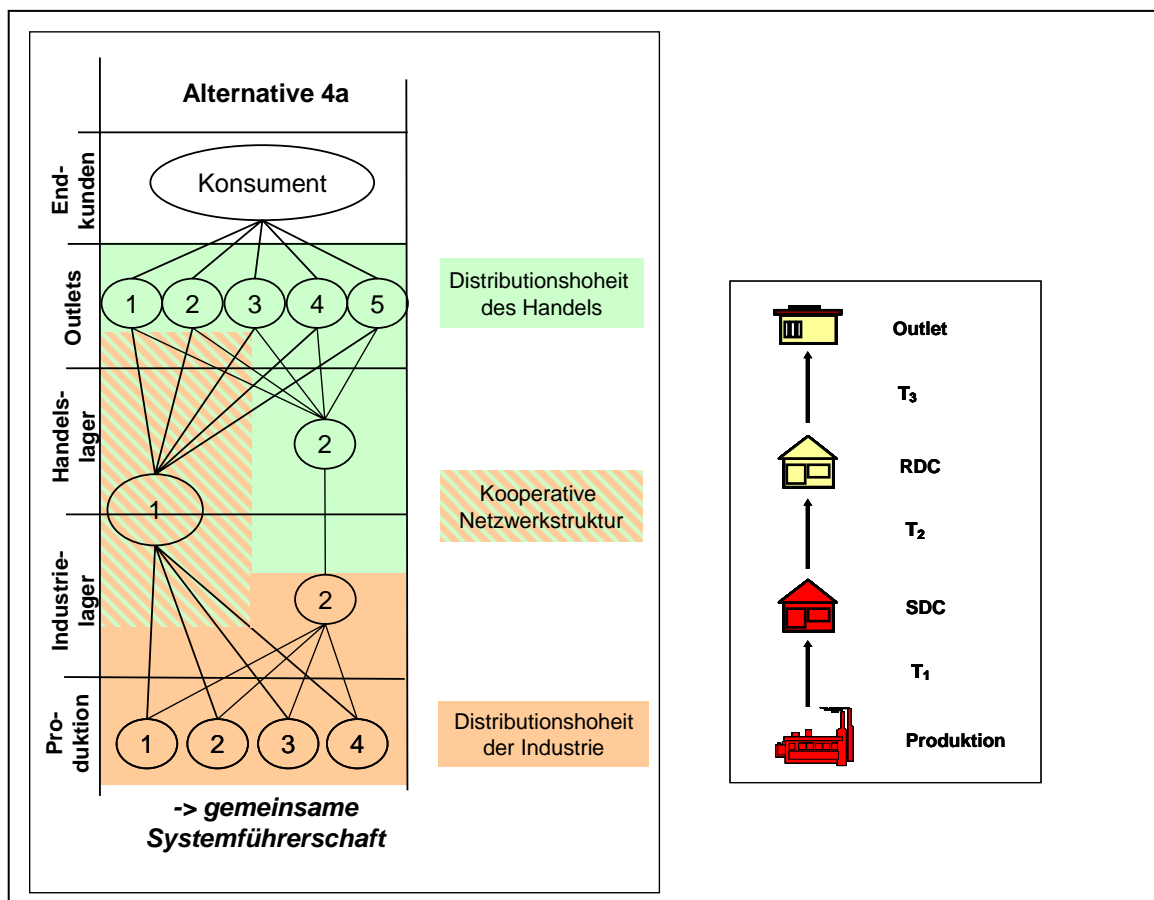 Alternative 4a
End-
kunden
Konsument
Outlets
1 2 3 4 5
Distributionshoheit
des Handels
Handels-
lager
2
1
Kooperative
Netzwerkstruktur
Industrie-
lager
2
Pro-
duktion
1 2 3 4
Distributionshoheit
der Industrie
-> gemeinsame
Systemführerschaft
Outlet
T3
RDC
T2
SDC
T1
Produktion